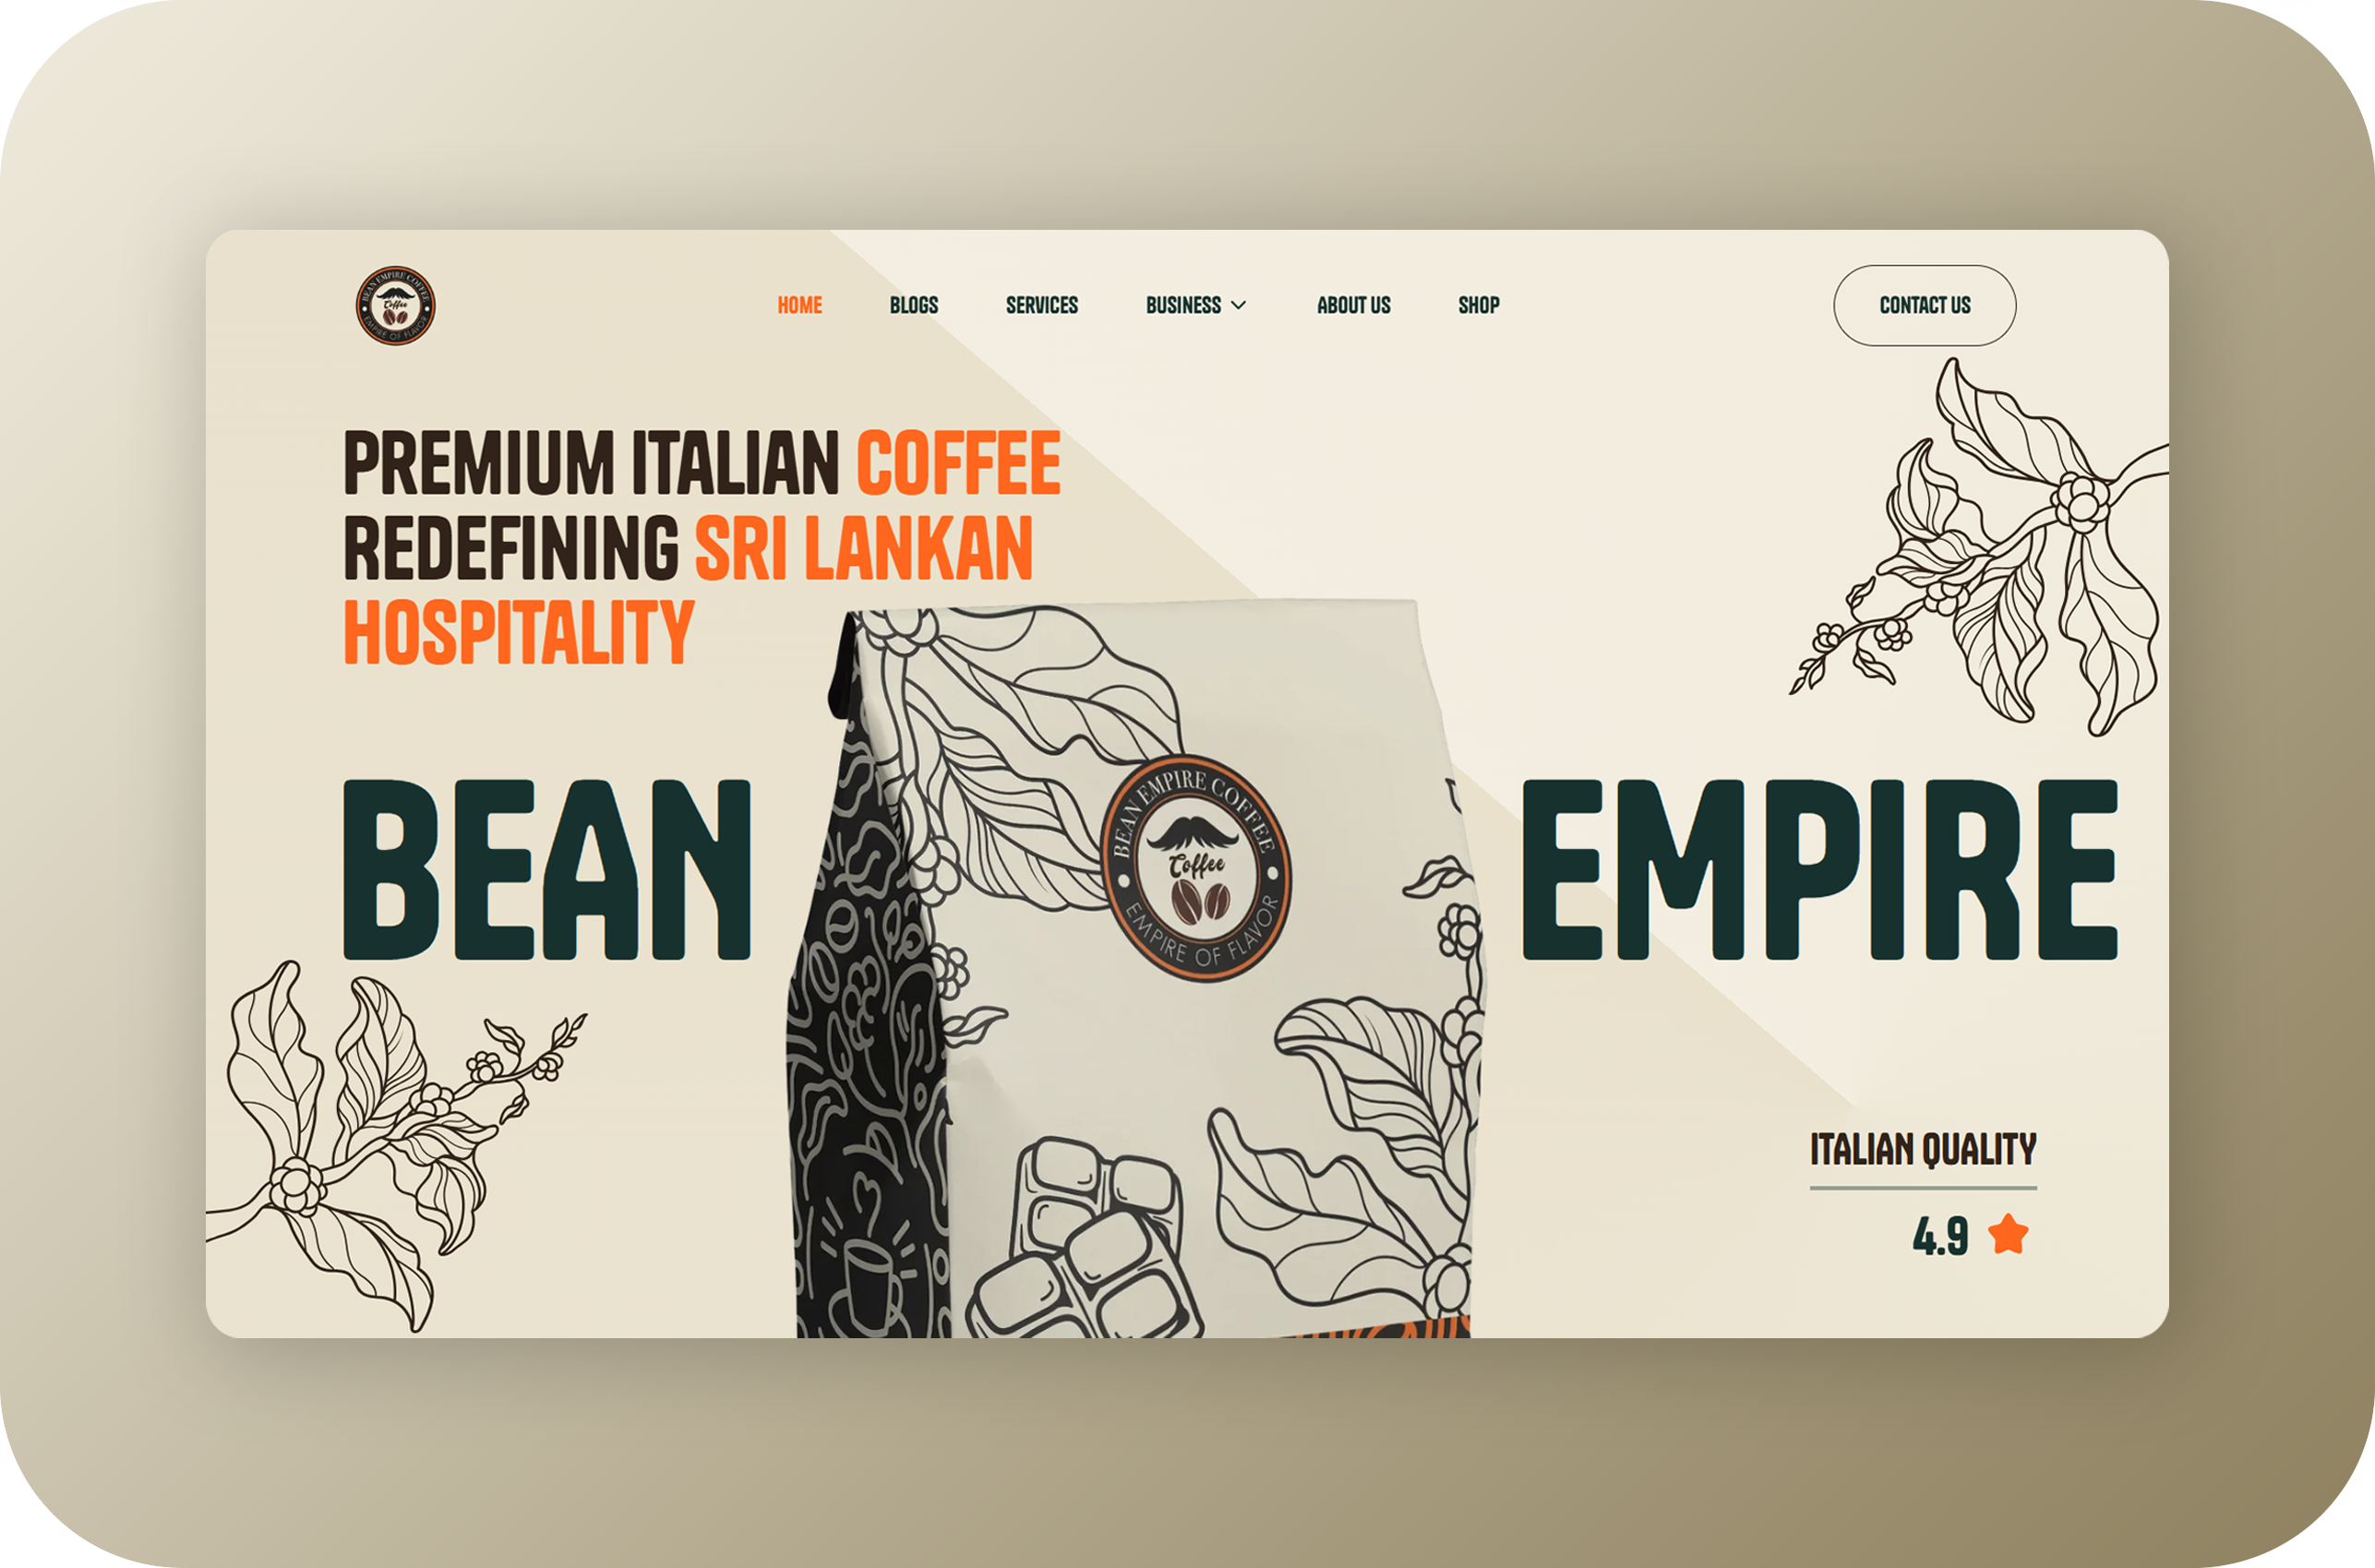 BEAN EMPIRE COFFEE
Coffee
EMPIRE OF FLAVOR
HOME
BLOGS
SERVICES
BUSINESS
ABOUT US
SHOP
CONTACT US
PREMIUM ITALIAN COFFEE
REDEFINING SRI LANKAN
HOSPITALITY
BEAN
EMPIRE
BEAN EMPIRE COFFEE
Coffee
EMPIRE OF FLAVOR
ITALIAN QUALITY
4.9